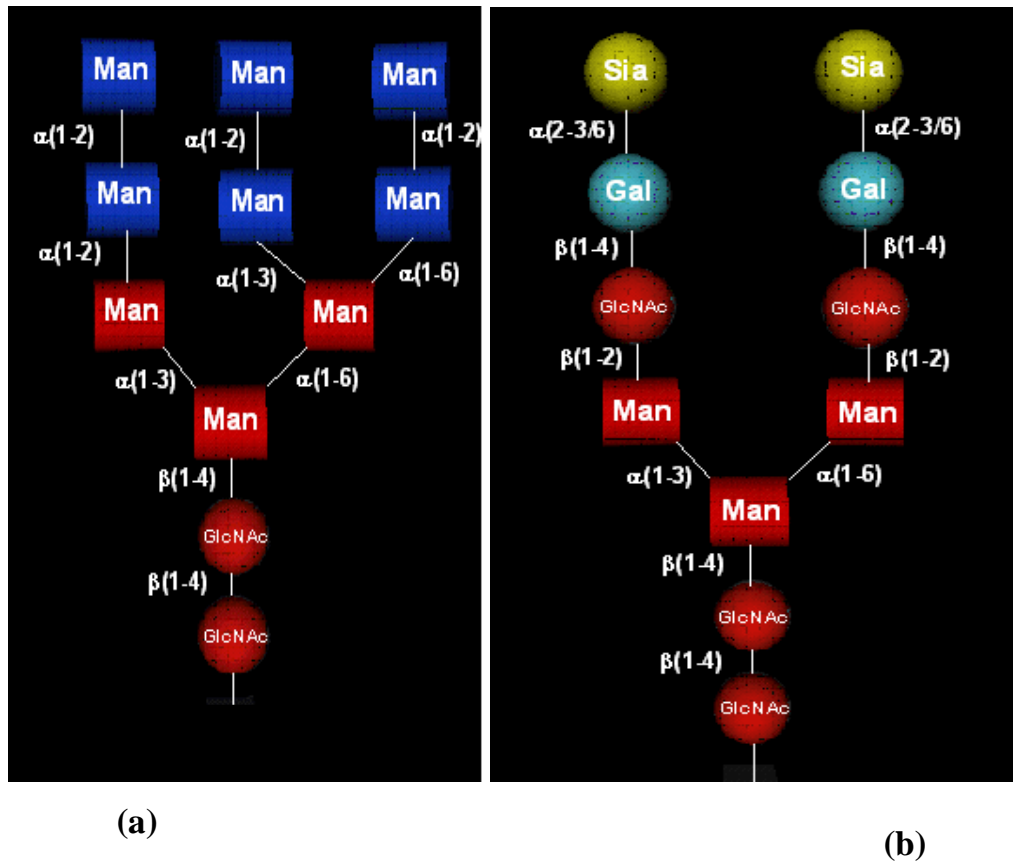 Man Man Man
α(1-2) α(1-2) α(1-2)
Man Man Man
α(1-2) α(1-3) α(1-6)
Man Man
α(1-3) α(1-6)
Man
β(1-4)
GlcNAc
β(1-4)
GlcNAc
(a)
Sia Sia
α(2-3/6) α(2-3/6)
Gal Gal
β(1-4) β(1-4)
GlcNAc GlcNAc
β(1-2) β(1-2)
Man Man
α(1-3) α(1-6)
Man
β(1-4)
GlcNAc
β(1-4)
GlcNAc
(b)